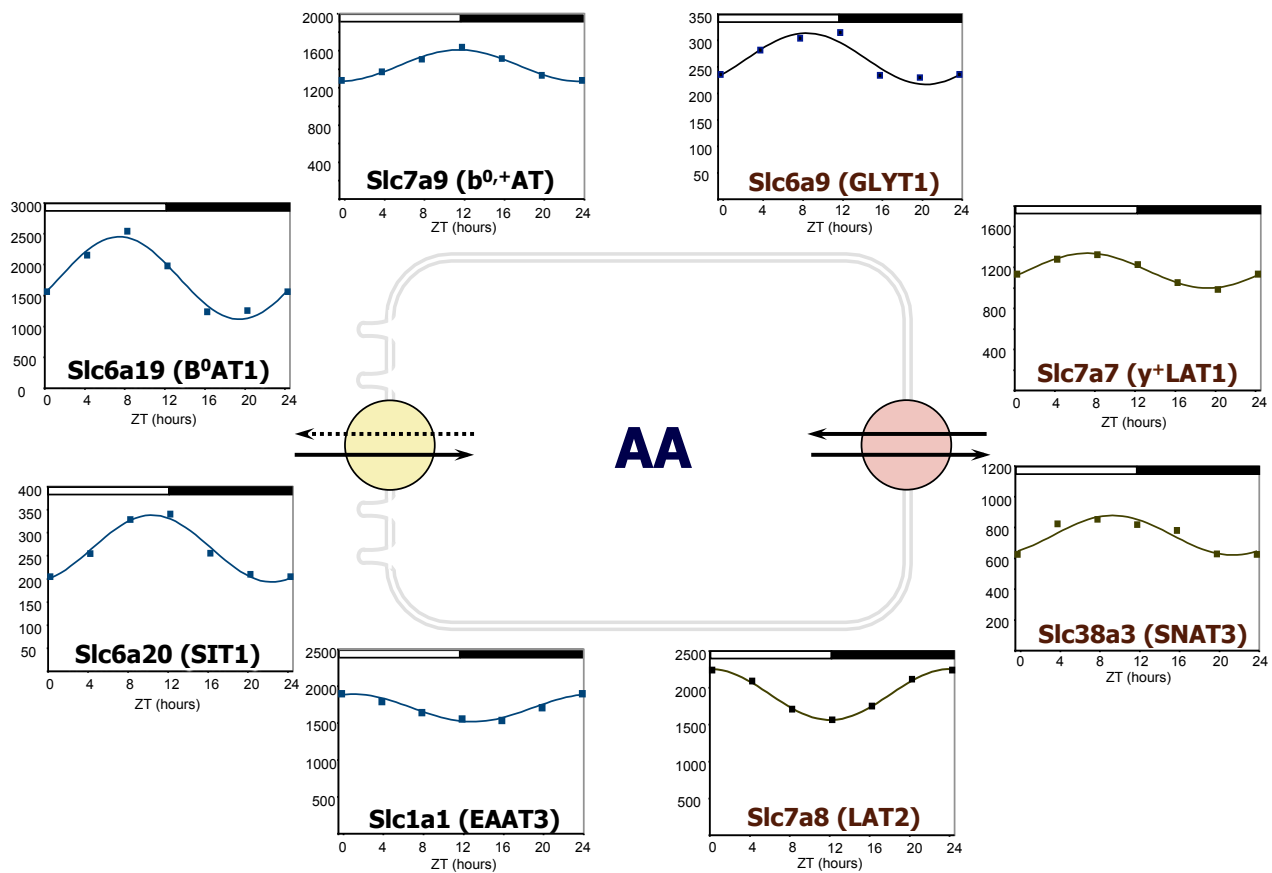 2000
1600
1200
800
400
Slc7a9 (b⁰,⁺AT)
0 4 8 12 16 20 24
ZT (hours)
350
300
250
200
150
100
50
Slc6a9 (GLYT1)
0 4 8 12 16 20 24
ZT (hours)
3000
2500
2000
1500
1000
500
0
Slc6a19 (B⁰AT1)
0 4 8 12 16 20 24
ZT (hours)
1600
1200
800
400
Slc7a7 (y⁺LAT1)
0 4 8 12 16 20 24
ZT (hours)
AA
400
350
300
250
200
150
100
50
Slc6a20 (SIT1)
0 4 8 12 16 20 24
ZT (hours)
1200
1000
800
600
400
200
Slc38a3 (SNAT3)
0 4 8 12 16 20 24
ZT (hours)
2500
2000
1500
1000
500
Slc1a1 (EAAT3)
0 4 8 12 16 20 24
ZT (hours)
2500
2000
1500
1000
500
Slc7a8 (LAT2)
0 4 8 12 16 20 24
ZT (hours)